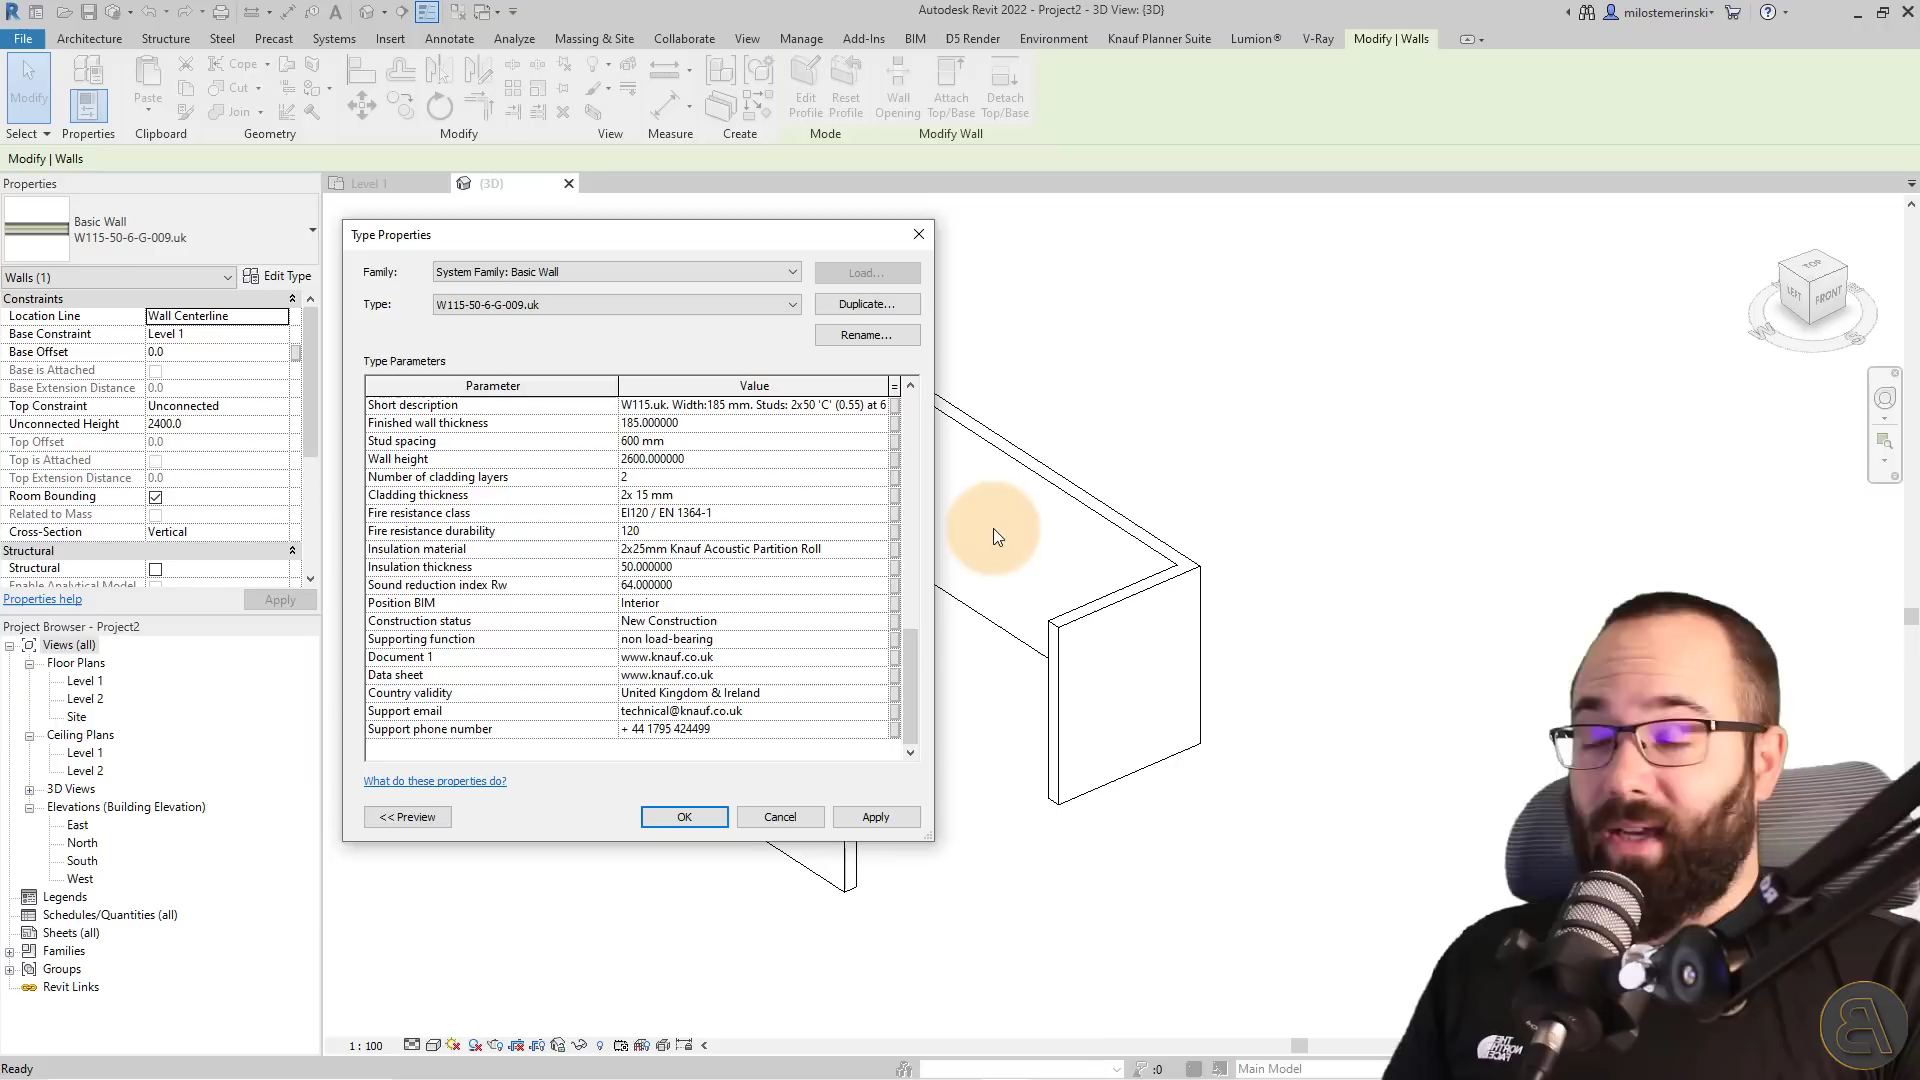 Autodesk Revit 2022 - Project2 - 3D View: {3D}
milostemerinski
File
Architecture
Structure
Steel
Precast
Systems
Insert
Annotate
Analyze
Massing & Site
Collaborate
View
Manage
Add-Ins
BIM
D5 Render
Environment
Knauf Planner Suite
Lumion®
V-Ray
Modify | Walls
Modify
Paste
Cope
Cut
Join
Edit Profile
Reset Profile
Wall Opening
Attach Top/Base
Detach Top/Base
Select
Properties
Clipboard
Geometry
Modify
View
Measure
Create
Mode
Modify Wall
Modify | Walls
Properties
Basic Wall
W115-50-6-G-009.uk
Walls (1)
Edit Type
Constraints
Location Line Wall Centerline
Base Constraint Level 1
Base Offset 0.0
Base is Attached
Base Extension Distance 0.0
Top Constraint Unconnected
Unconnected Height 2400.0
Top Offset 0.0
Top is Attached
Top Extension Distance 0.0
Room Bounding
Related to Mass
Cross-Section Vertical
Structural
Structural
Enable Analytical Model
Properties help
Apply
Project Browser - Project2
Views (all)
Floor Plans
Level 1
Level 2
Site
Ceiling Plans
Level 1
Level 2
3D Views
Elevations (Building Elevation)
East
North
South
West
Legends
Schedules/Quantities (all)
Sheets (all)
Families
Groups
Revit Links
Ready
Level 1
{3D}
Type Properties
Family: System Family: Basic Wall
Load...
Type: W115-50-6-G-009.uk
Duplicate...
Rename...
Type Parameters
Parameter Value =
Short description W115.uk. Width:185 mm. Studs: 2x50 'C' (0.55) at 6
Finished wall thickness 185.000000
Stud spacing 600 mm
Wall height 2600.000000
Number of cladding layers 2
Cladding thickness 2x 15 mm
Fire resistance class EI120 / EN 1364-1
Fire resistance durability 120
Insulation material 2x25mm Knauf Acoustic Partition Roll
Insulation thickness 50.000000
Sound reduction index Rw 64.000000
Position BIM Interior
Construction status New Construction
Supporting function non load-bearing
Document 1 www.knauf.co.uk
Data sheet www.knauf.co.uk
Country validity United Kingdom & Ireland
Support email technical@knauf.co.uk
Support phone number + 44 1795 424499
What do these properties do?
<< Preview
OK
Cancel
Apply
TOP
LEFT
FRONT
1 : 100
:0
Main Model
THE
NORTH
FACE